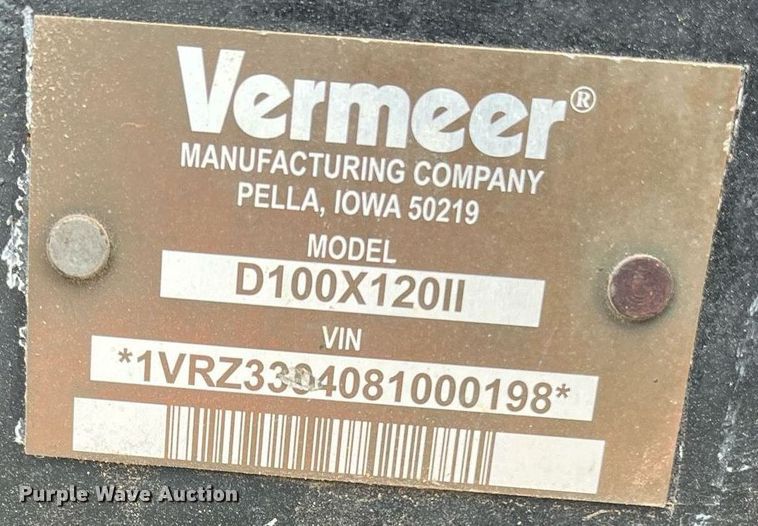 Vermeer®
MANUFACTURING COMPANY
PELLA, IOWA 50219
MODEL
D100X120II
VIN
*1VRZ3304081000198*
Purple Wave Auction